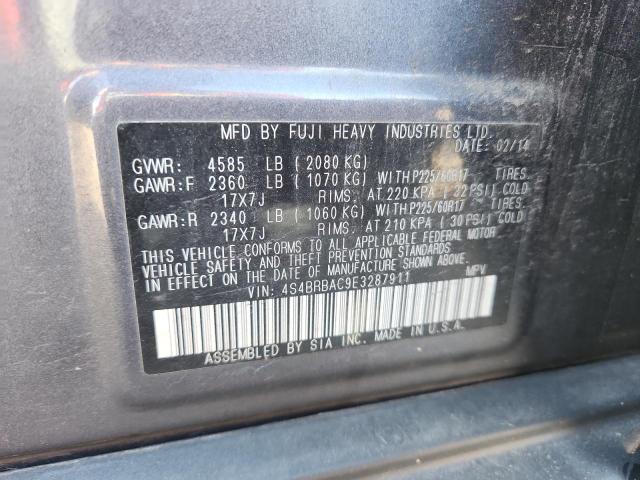 MFD BY FUJI HEAVY INDUSTRIES LTD.
DATE: 02/14
GVWR: 4585 LB ( 2080 KG)
GAWR:F 2360 LB ( 1070 KG) WITH P225/60R17 TIRES.
17X7J RIMS. AT 220 KPA ( 32 PSI) COLD
GAWR:R 2340 LB ( 1060 KG) WITH P225/60R17 TIRES.
17X7J RIMS. AT 210 KPA ( 30 PSI) COLD
THIS VEHICLE CONFORMS TO ALL APPLICABLE FEDERAL MOTOR
VEHICLE SAFETY AND THEFT PREVENTION STANDARDS
IN EFFECT ON THE DATE OF MANUFACTURE SHOWN ABOVE.
VIN: 4S4BRBAC9E3287911 MPV
ASSEMBLED BY SIA INC. MADE IN U.S.A.